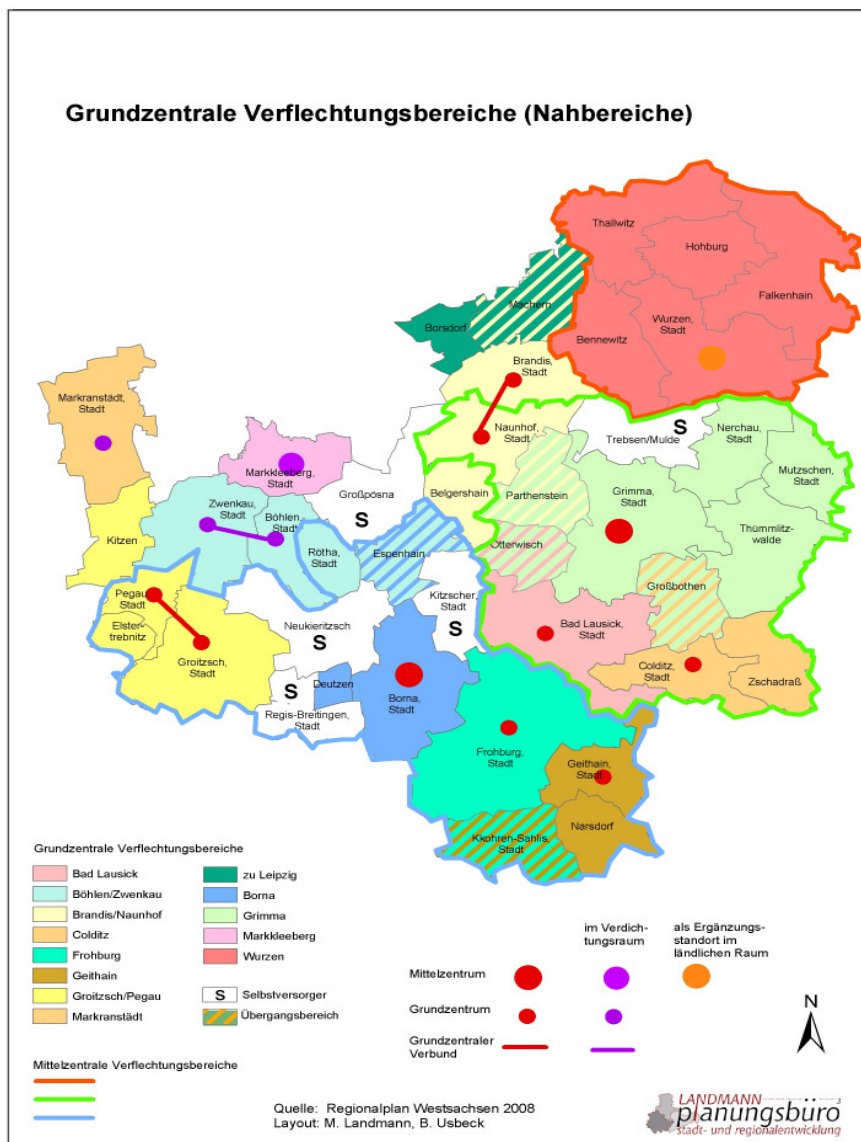 Grundzentrale Verflechtungsbereiche (Nahbereiche)
Thallwitz
Hohburg
Falkenhain
Wurzen,
Stadt
Bennewitz
Machern
Borsdorf
Brandis,
Stadt
Naunhof,
Stadt
Markranstädt,
Stadt
Markkleeberg,
Stadt
Großpösna
S
Belgershain
Parthenstein
S
Trebsen/Mulde
Nerchau,
Stadt
Mutzschen,
Stadt
Grimma,
Stadt
Thümmlitz-
walde
Kitzen
Zwenkau,
Stadt
Böhlen,
Stadt
Rötha,
Stadt
Espenhain
Otterwisch
Großbothen
Pegau,
Stadt
Elster-
trebnitz
Groitzsch,
Stadt
Neukieritzsch
S
Kitzscher,
Stadt
S
Bad Lausick,
Stadt
Colditz,
Stadt
Zschadraß
S
Regis-Breitingen,
Stadt
Deutzen
Borna,
Stadt
Frohburg,
Stadt
Geithain,
Stadt
Narsdorf
Kkohren-Sahlis,
Stadt
Grundzentrale Verflechtungsbereiche
Bad Lausick
Böhlen/Zwenkau
Brandis/Naunhof
Colditz
Frohburg
Geithain
Groitzsch/Pegau
Markranstädt
zu Leipzig
Borna
Grimma
Markkleeberg
Wurzen
S Selbstversorger
Übergangsbereich
im Verdich-
tungsraum
als Ergänzungs-
standort im
ländlichen Raum
Mittelzentrum
Grundzentrum
Grundzentraler
Verbund
N
Mittelzentrale Verflechtungsbereiche
Quelle: Regionalplan Westsachsen 2008
Layout: M. Landmann, B. Usbeck
LANDMANN
planungsbüro
stadt- und regionalentwicklung
3